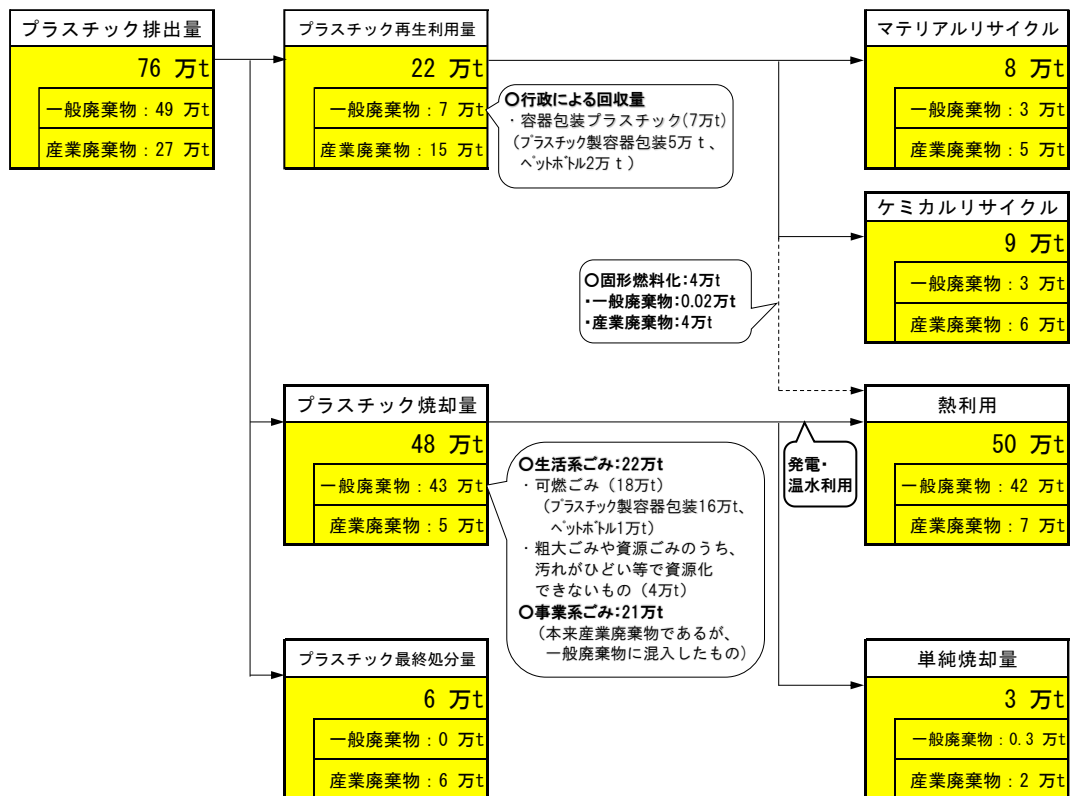 プラスチック排出量
76 万t
一般廃棄物：49 万t
産業廃棄物：27 万t
プラスチック再生利用量
22 万t
一般廃棄物：7 万t
産業廃棄物：15 万t
〇行政による回収量
・容器包装プラスチック(7万t)
（プラスチック製容器包装5万ｔ、
ペットボトル2万ｔ）
マテリアルリサイクル
8 万t
一般廃棄物：3 万t
産業廃棄物：5 万t
ケミカルリサイクル
9 万t
一般廃棄物：3 万t
産業廃棄物：6 万t
〇固形燃料化：4万t
・一般廃棄物：0.02万t
・産業廃棄物：4万t
プラスチック焼却量
48 万t
一般廃棄物：43 万t
産業廃棄物：5 万t
〇生活系ごみ：22万t
・可燃ごみ（18万t）
（プラスチック製容器包装16万t、
ペットボトル1万t）
・粗大ごみや資源ごみのうち、
汚れがひどい等で資源化
できないもの（4万t）
〇事業系ごみ：21万t
（本来産業廃棄物であるが、
一般廃棄物に混入したもの）
発電・
温水利用
熱利用
50 万t
一般廃棄物：42 万t
産業廃棄物：7 万t
プラスチック最終処分量
6 万t
一般廃棄物：0 万t
産業廃棄物：6 万t
単純焼却量
3 万t
一般廃棄物：0.3 万t
産業廃棄物：2 万t